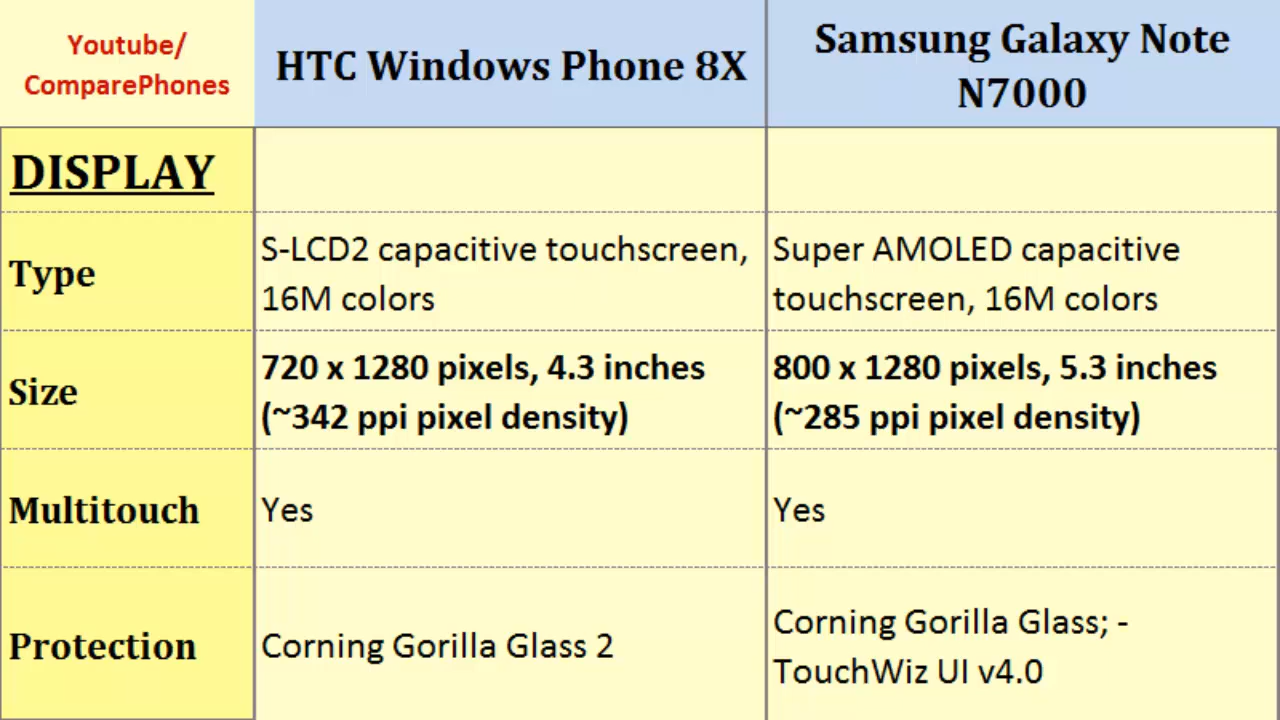 Youtube/
ComparePhones
HTC Windows Phone 8X
Samsung Galaxy Note
N7000
DISPLAY
Type
S-LCD2 capacitive touchscreen,
16M colors
Super AMOLED capacitive
touchscreen, 16M colors
Size
720 x 1280 pixels, 4.3 inches
(~342 ppi pixel density)
800 x 1280 pixels, 5.3 inches
(~285 ppi pixel density)
Multitouch
Yes
Yes
Protection
Corning Gorilla Glass 2
Corning Gorilla Glass; -
TouchWiz UI v4.0